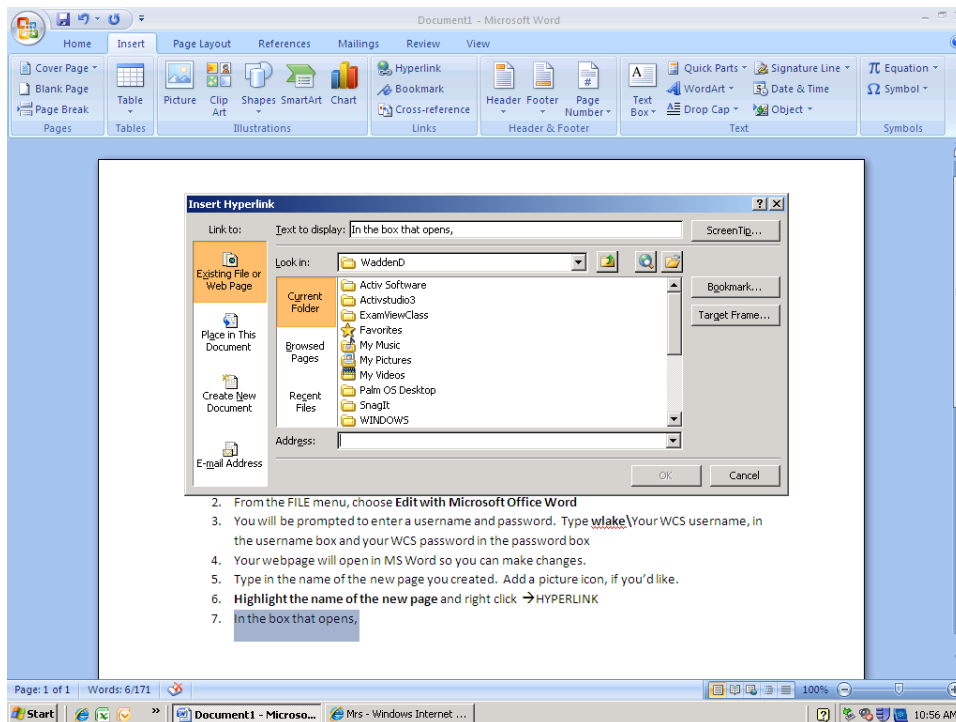 Document1 - Microsoft Word
Home Insert Page Layout References Mailings Review View
Cover Page
Blank Page
Page Break
Pages
Table
Tables
Picture Clip Art Shapes SmartArt Chart
Illustrations
Hyperlink
Bookmark
Cross-reference
Links
Header Footer Page Number
Header & Footer
Text Box
Quick Parts Signature Line
WordArt Date & Time
Drop Cap Object
Text
Equation
Symbol
Symbols
Insert Hyperlink
Link to:
Text to display: In the box that opens,
ScreenTip...
Existing File or Web Page
Look in: WaddenD
Current Folder
Activ Software
Activstudio3
ExamViewClass
Favorites
My Music
My Pictures
My Videos
Palm OS Desktop
SnagIt
WINDOWS
Bookmark...
Target Frame...
Place in This Document
Browsed Pages
Create New Document
Recent Files
E-mail Address
Address:
OK Cancel
2. From the FILE menu, choose Edit with Microsoft Office Word
3. You will be prompted to enter a username and password. Type wlake\Your WCS username, in
the username box and your WCS password in the password box
4. Your webpage will open in MS Word so you can make changes.
5. Type in the name of the new page you created. Add a picture icon, if you'd like.
6. Highlight the name of the new page and right click →HYPERLINK
7. In the box that opens,
Page: 1 of 1 Words: 6/171 100%
Start » Document1 - Microso... Mrs - Windows Internet ... 10:56 AM